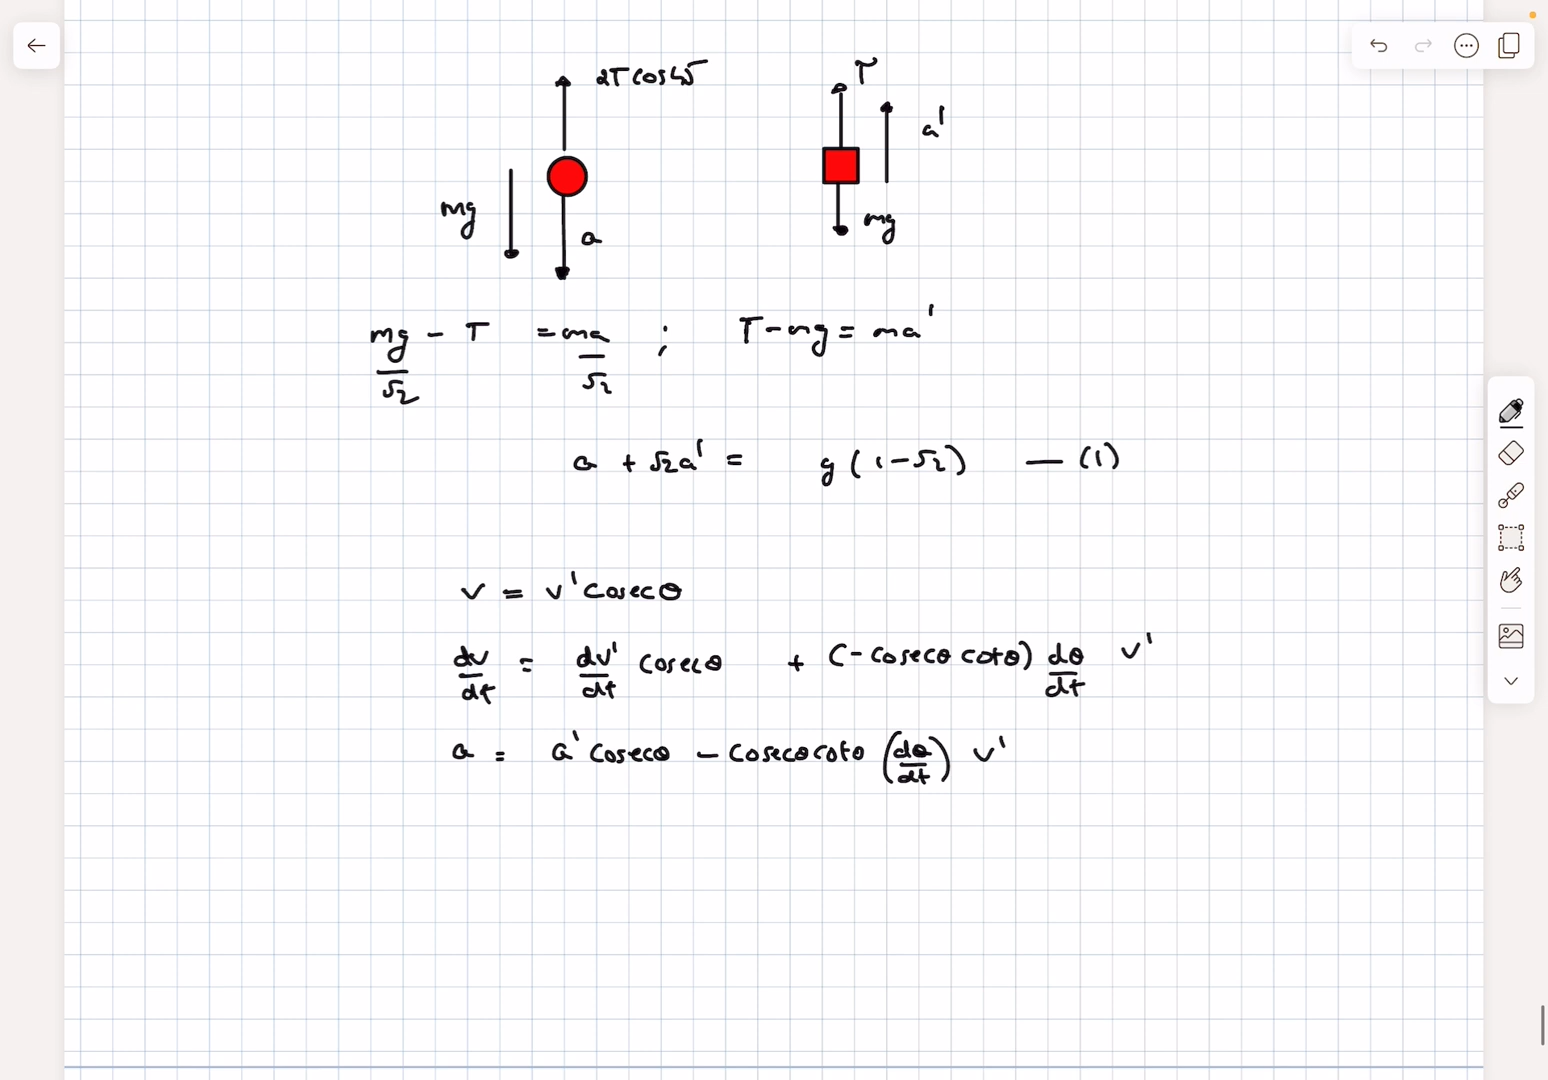 2T cos45 T
a'
mg a mg
mg/√2 - T = ma/√2 ; T - mg = ma'
a + √2a' = g(1-√2) — (1)
v = v' cosecθ
dv/dt = dv'/dt cosecθ + (-cosecθ cotθ) dθ/dt v'
a = a' cosecθ - cosecθ cotθ (dθ/dt) v'